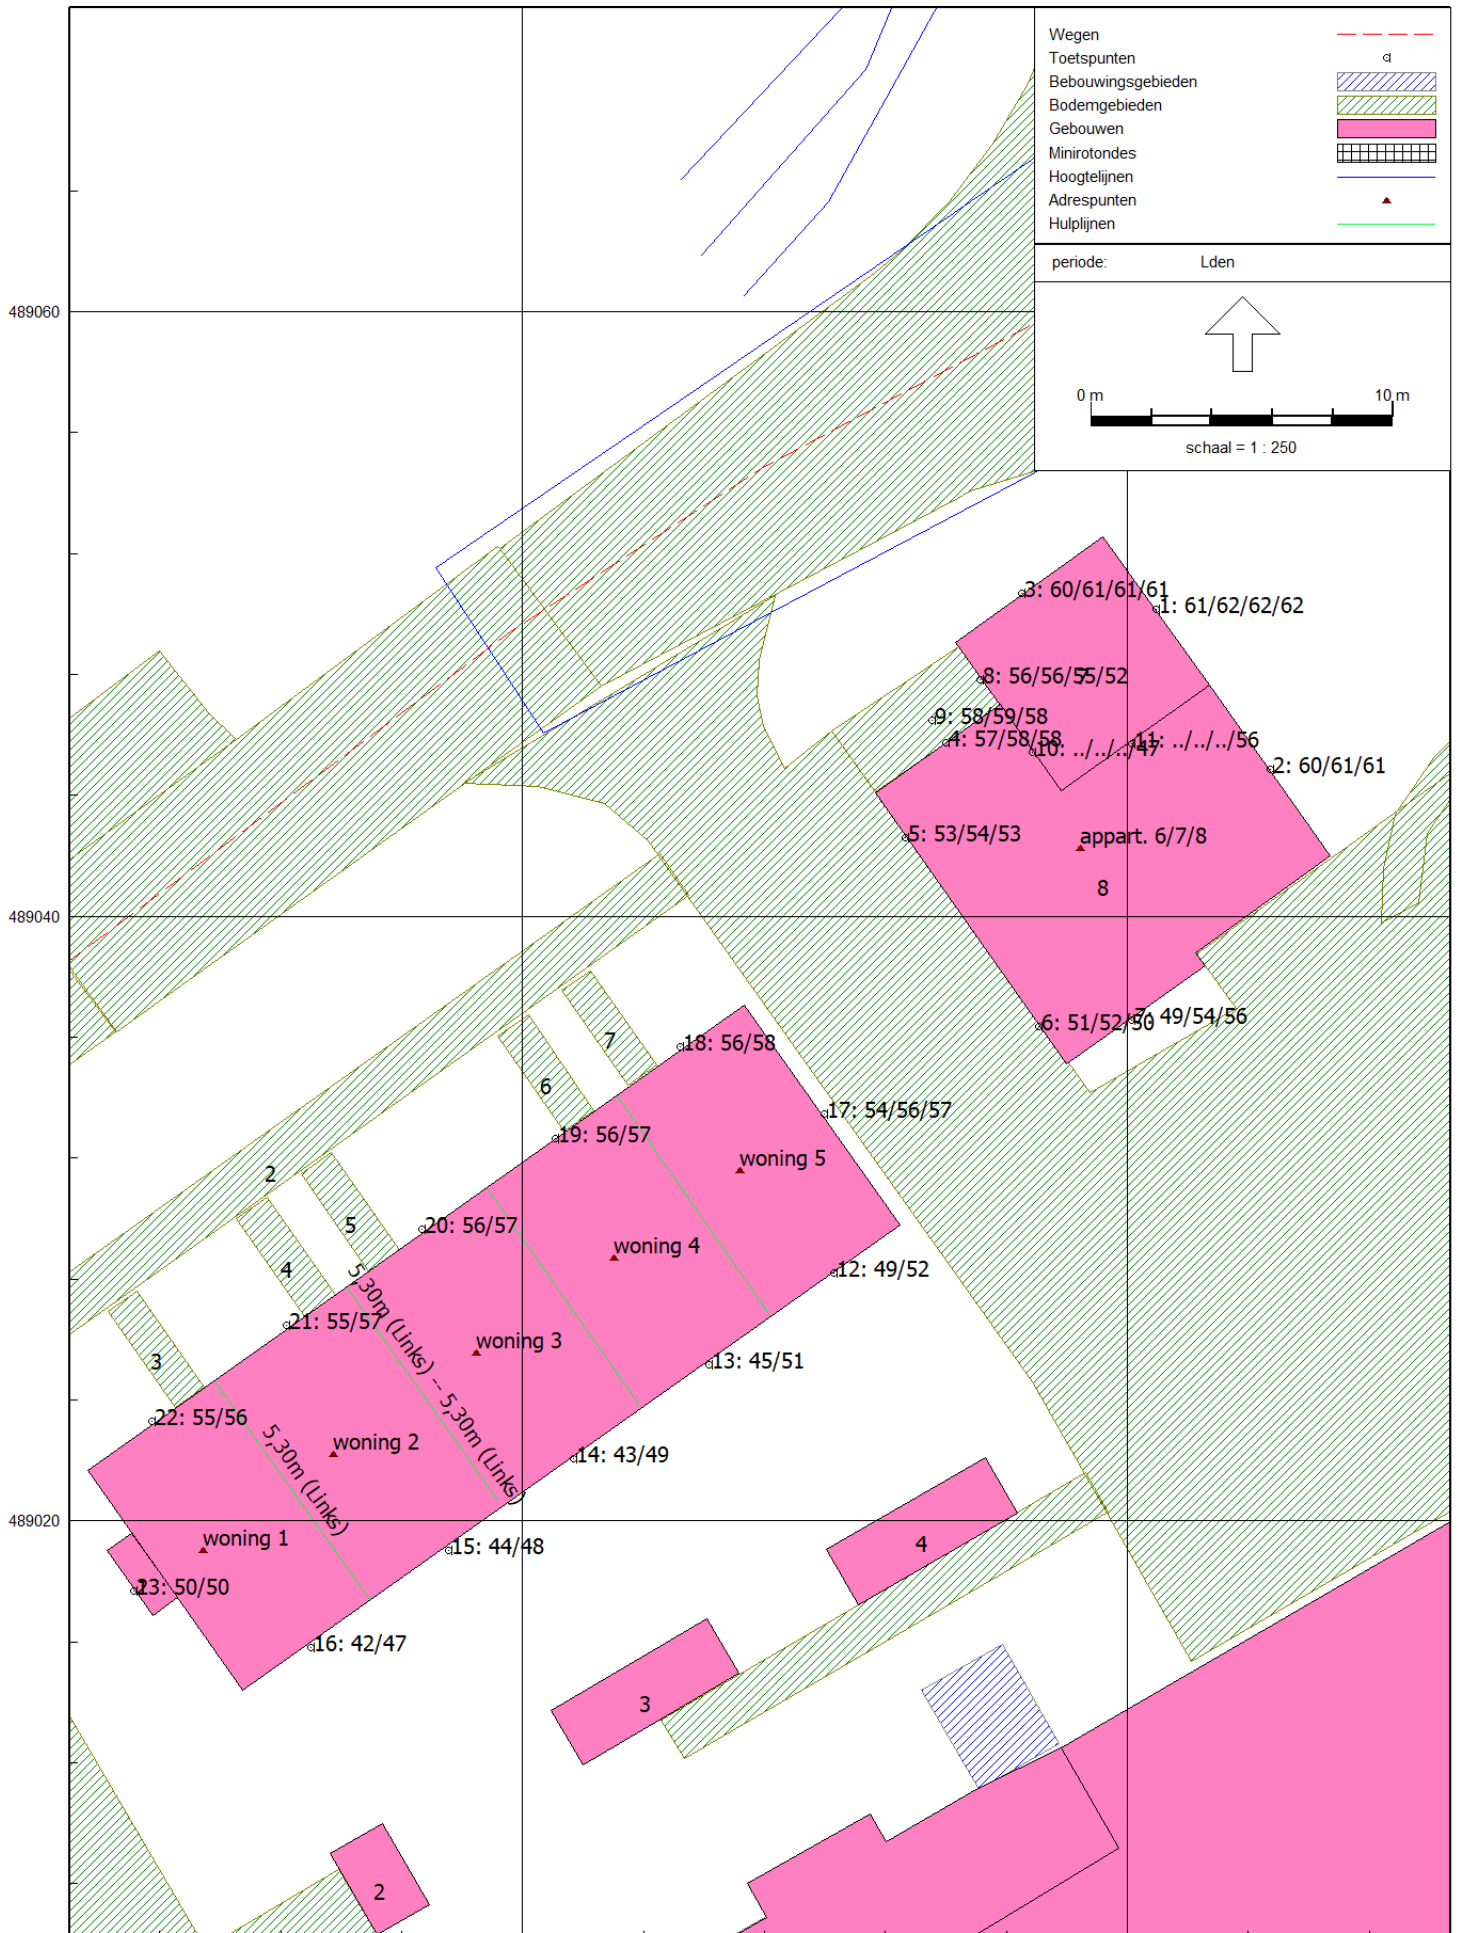 Wegen
Toetspunten
Bebouwingsgebieden
Bodemgebieden
Gebouwen
Minirotondes
Hoogtelijnen
Adrespunten
Hulplijnen
periode: Lden
0 m 10 m
schaal = 1 : 250
489060
489040
489020
3: 60/61/61/61
1: 61/62/62/62
8: 56/56/55/52
7
9: 58/59/58
4: 57/58/58
10: ../../../47
11: ../../../56
2: 60/61/61
5: 53/54/53
appart. 6/7/8
8
6: 51/52/50
7: 49/54/56
7
18: 56/58
6
17: 54/56/57
19: 56/57
woning 5
2
5
20: 56/57
woning 4
4
12: 49/52
5,30m (Links) -- 5,30m (Links)
21: 55/57
woning 3
3
13: 45/51
22: 55/56
5,30m (Links)
woning 2
14: 43/49
woning 1
15: 44/48
4
23: 50/50
16: 42/47
3
2